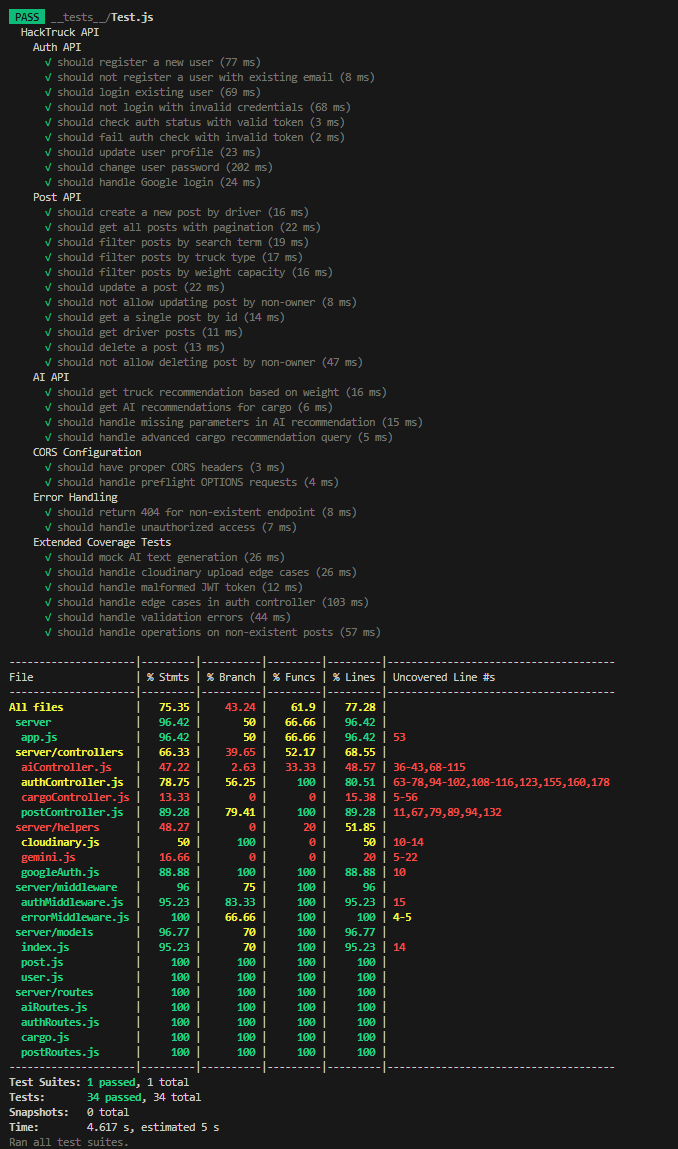 PASS __tests__/Test.js
HackTruck API
Auth API
√ should register a new user (77 ms)
√ should not register a user with existing email (8 ms)
√ should login existing user (69 ms)
√ should not login with invalid credentials (68 ms)
√ should check auth status with valid token (3 ms)
√ should fail auth check with invalid token (2 ms)
√ should update user profile (23 ms)
√ should change user password (202 ms)
√ should handle Google login (24 ms)
Post API
√ should create a new post by driver (16 ms)
√ should get all posts with pagination (22 ms)
√ should filter posts by search term (19 ms)
√ should filter posts by truck type (17 ms)
√ should filter posts by weight capacity (16 ms)
√ should update a post (22 ms)
√ should not allow updating post by non-owner (8 ms)
√ should get a single post by id (14 ms)
√ should get driver posts (11 ms)
√ should delete a post (13 ms)
√ should not allow deleting post by non-owner (47 ms)
AI API
√ should get truck recommendation based on weight (16 ms)
√ should get AI recommendations for cargo (6 ms)
√ should handle missing parameters in AI recommendation (15 ms)
√ should handle advanced cargo recommendation query (5 ms)
CORS Configuration
√ should have proper CORS headers (3 ms)
√ should handle preflight OPTIONS requests (4 ms)
Error Handling
√ should return 404 for non-existent endpoint (8 ms)
√ should handle unauthorized access (7 ms)
Extended Coverage Tests
√ should mock AI text generation (26 ms)
√ should handle cloudinary upload edge cases (26 ms)
√ should handle malformed JWT token (12 ms)
√ should handle edge cases in auth controller (103 ms)
√ should handle validation errors (44 ms)
√ should handle operations on non-existent posts (57 ms)
---------------------|---------|----------|---------|---------|--------------------------------------
File | % Stmts | % Branch | % Funcs | % Lines | Uncovered Line #s
---------------------|---------|----------|---------|---------|--------------------------------------
All files | 75.35 | 43.24 | 61.9 | 77.28 |
server | 96.42 | 50 | 66.66 | 96.42 |
app.js | 96.42 | 50 | 66.66 | 96.42 | 53
server/controllers | 66.33 | 39.65 | 52.17 | 68.55 |
aiController.js | 47.22 | 2.63 | 33.33 | 48.57 | 36-43,68-115
authController.js | 78.75 | 56.25 | 100 | 80.51 | 63-78,94-102,108-116,123,155,160,178
cargoController.js | 13.33 | 0 | 0 | 15.38 | 5-56
postController.js | 89.28 | 79.41 | 100 | 89.28 | 11,67,79,89,94,132
server/helpers | 48.27 | 0 | 20 | 51.85 |
cloudinary.js | 50 | 100 | 0 | 50 | 10-14
gemini.js | 16.66 | 0 | 0 | 20 | 5-22
googleAuth.js | 88.88 | 100 | 100 | 88.88 | 10
server/middleware | 96 | 75 | 100 | 96 |
authMiddleware.js | 95.23 | 83.33 | 100 | 95.23 | 15
errorMiddleware.js | 100 | 66.66 | 100 | 100 | 4-5
server/models | 96.77 | 70 | 100 | 96.77 |
index.js | 95.23 | 70 | 100 | 95.23 | 14
post.js | 100 | 100 | 100 | 100 |
user.js | 100 | 100 | 100 | 100 |
server/routes | 100 | 100 | 100 | 100 |
aiRoutes.js | 100 | 100 | 100 | 100 |
authRoutes.js | 100 | 100 | 100 | 100 |
cargo.js | 100 | 100 | 100 | 100 |
postRoutes.js | 100 | 100 | 100 | 100 |
---------------------|---------|----------|---------|---------|--------------------------------------
Test Suites: 1 passed, 1 total
Tests: 34 passed, 34 total
Snapshots: 0 total
Time: 4.617 s, estimated 5 s
Ran all test suites.